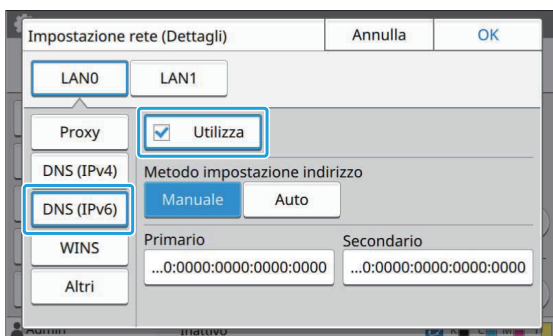 Impostazione rete (Dettagli) Annulla OK
LAN0 LAN1
Proxy Utilizza
DNS (IPv4) Metodo impostazione indirizzo
DNS (IPv6) Manuale Auto
WINS Primario Secondario
...0:0000:0000:0000:0000 ...0:0000:0000:0000:0000
Altri
Admin Inattivo